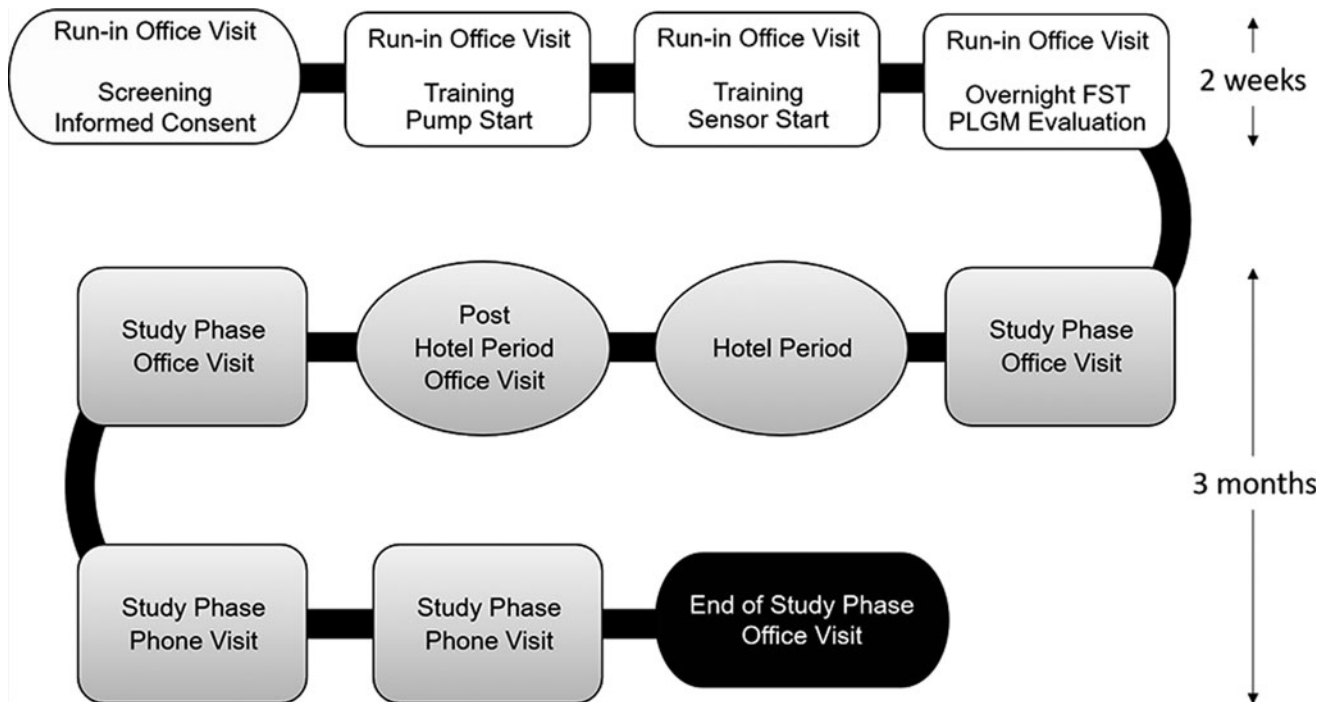 Run-in Office Visit
Screening
Informed Consent
Run-in Office Visit
Training
Pump Start
Run-in Office Visit
Training
Sensor Start
Run-in Office Visit
Overnight FST
PLGM Evaluation
2 weeks
Study Phase
Office Visit
Post
Hotel Period
Office Visit
Hotel Period
Study Phase
Office Visit
3 months
Study Phase
Phone Visit
Study Phase
Phone Visit
End of Study Phase
Office Visit